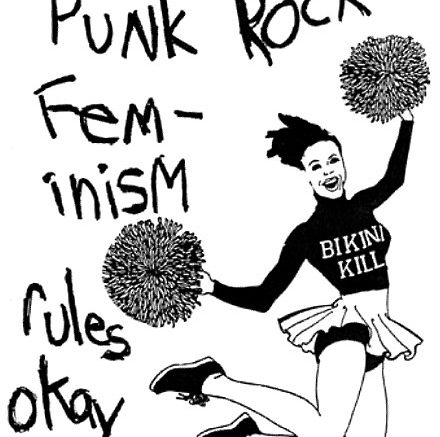 PUNK ROCK
Fem-
inisM
rules
okay
BIKINI
KILL